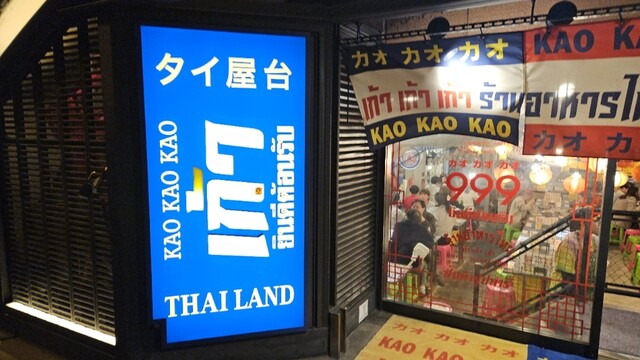 タイ屋台
KAO KAO KAO
เก้า
ยินดีต้อนรับ
THAILAND
カオ カオ カオ
เก้า เก้า เก้า ร้านอาหารไ
KAO KAO KAO
KAO KAO
カオ カオ
カオ カオ カオ
999
カオ カオ カオ
KAO KAO